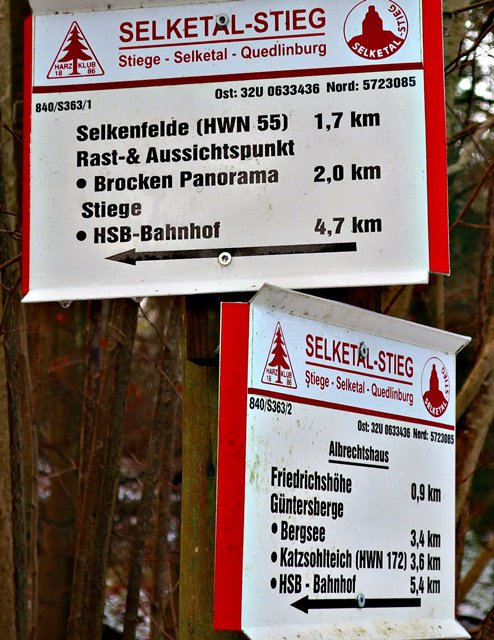 SELKETAL-STIEG
Stiege - Selketal - Quedlinburg
HARZ KLUB
18 86
SELKETAL-STIEG
840/S363/1
Ost: 32U 0633436 Nord: 5723085
Selkenfelde (HWN 55) 1,7 km
Rast-& Aussichtspunkt
• Brocken Panorama 2,0 km
Stiege
• HSB-Bahnhof 4,7 km
SELKETAL-STIEG
Stiege - Selketal - Quedlinburg
HARZ KLUB
18 86
SELKETAL
840/S363/2
Ost: 32U 0633436 Nord: 5723085
Albrechtshaus
Friedrichshöhe 0,9 km
Güntersberge
• Bergsee 3,4 km
• Katzsohlteich (HWN 172) 3,6 km
• HSB - Bahnhof 5,4 km